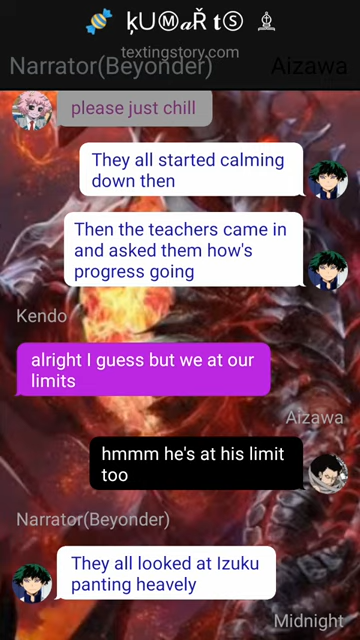 🍬 ķUⓂ𝒶Ř 𝐭Ⓢ ♗
textingstory.com
Narrator(Beyonder) Aizawa
please just chill
They all started calming
down then
Then the teachers came in
and asked them how's
progress going
Kendo
alright I guess but we at our
limits
Aizawa
hmmm he's at his limit
too
Narrator(Beyonder)
They all looked at Izuku
panting heavely
Midnight